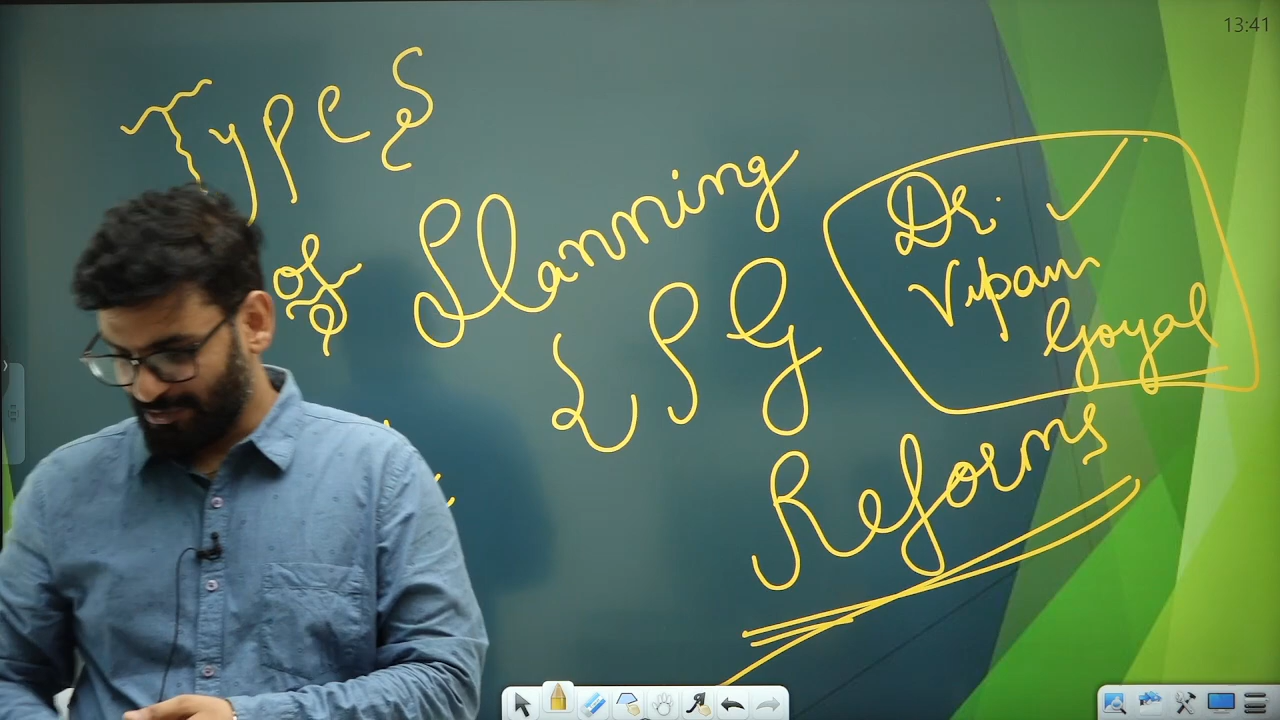 13:41
Types
of Planning
LPG
Reforms
Dr.
Vipan
Goyal